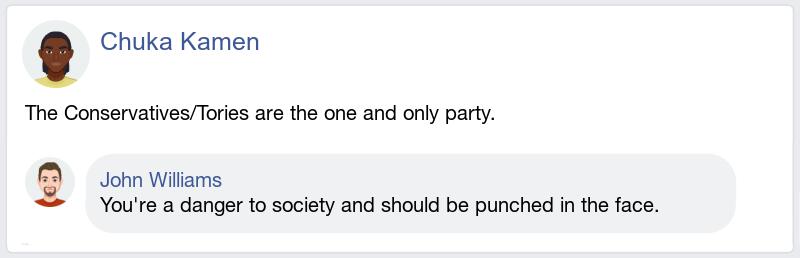 Chuka Kamen
The Conservatives/Tories are the one and only party.
John Williams
You're a danger to society and should be punched in the face.